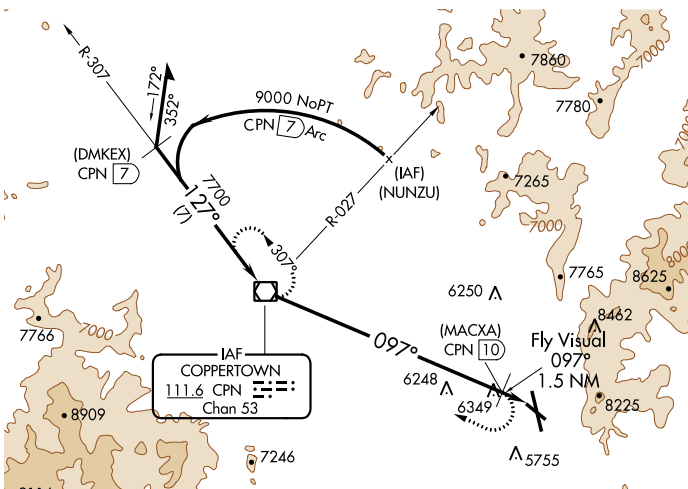 R-307
172°
352°
9000 NoPT
CPN 7 Arc
(DMKEX)
CPN 7
(IAF)
(NUNZU)
7700
127°
(7)
R-027
307°
7860
7000
7780
7265
7000
7765
8000
8625
6250
8462
7766
7000
097°
(MACXA)
CPN 10
Fly Visual
097°
1.5 NM
6248
6349
8225
5755
IAF
COPPERTOWN
111.6 CPN
Chan 53
8909
7246